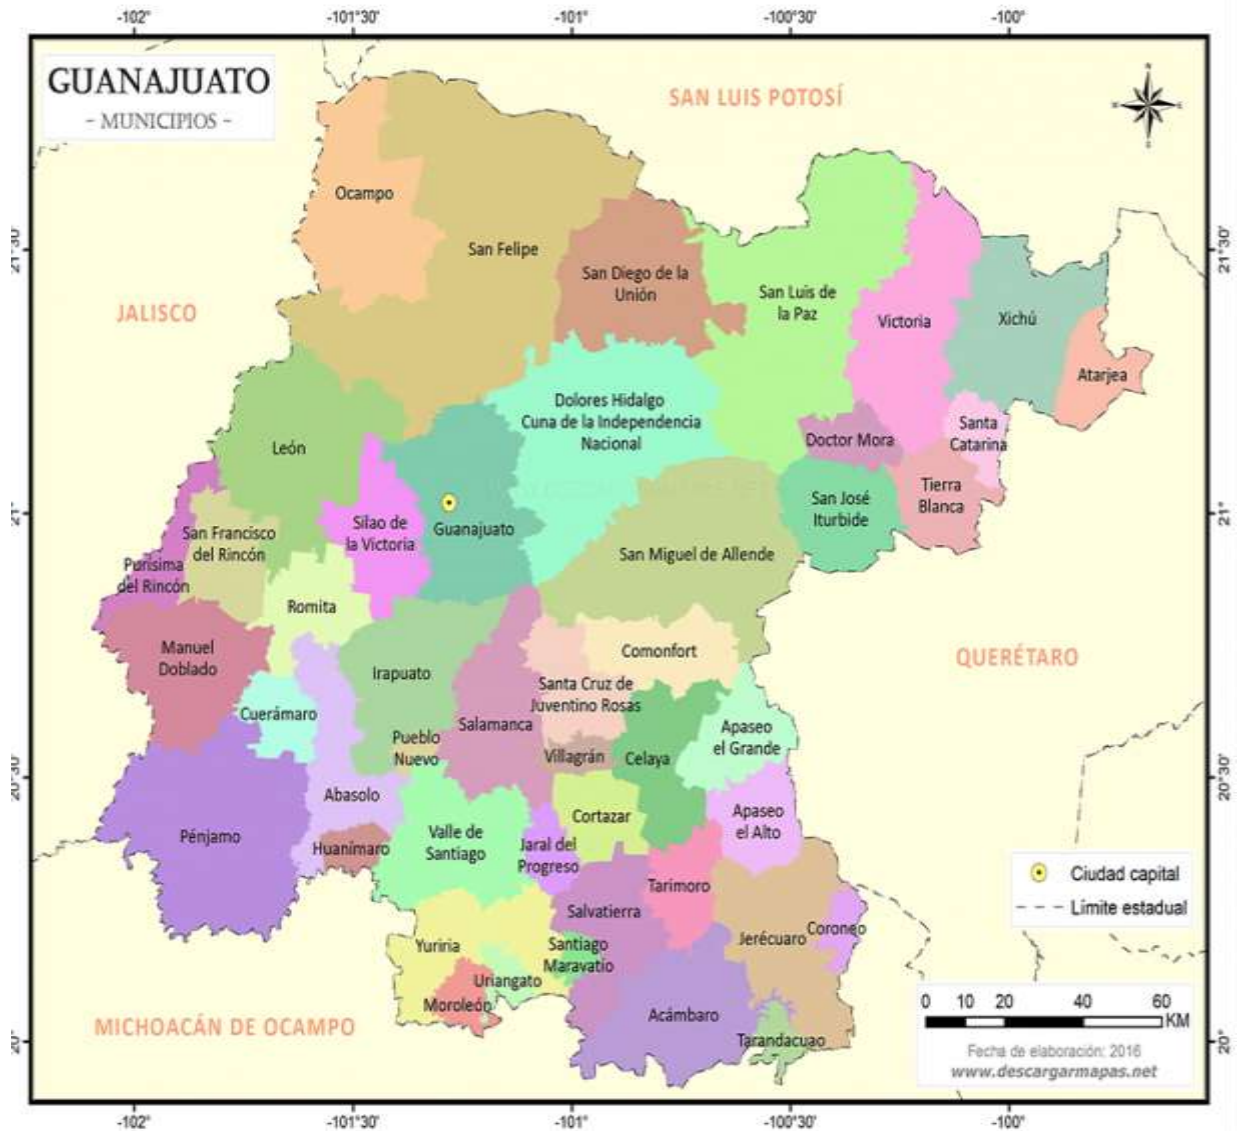 -102°
-101°30'
-101°
-100°30'
-100°
GUANAJUATO
- MUNICIPIOS -
SAN LUIS POTOSÍ
Ocampo
San Felipe
21°30'
21°30'
San Diego de la
Unión
San Luis de
la Paz
JALISCO
Victoria
Xichú
Atarjea
Dolores Hidalgo
Cuna de la Independencia
Nacional
Santa
Catarina
Doctor Mora
León
Tierra
Blanca
San José
Iturbide
21°
21°
Silao de
la Victoria
Guanajuato
San Francisco
del Rincón
San Miguel de Allende
Purísima
del Rincón
Romita
Manuel
Doblado
Comonfort
QUERÉTARO
Irapuato
Santa Cruz de
Juventino Rosas
Cuerámaro
Salamanca
Apaseo
el Grande
Pueblo
Nuevo
Villagrán
Celaya
20°30'
20°30'
Abasolo
Cortazar
Apaseo
el Alto
Pénjamo
Valle de
Santiago
Huanímaro
Jaral del
Progreso
Tarimoro
Ciudad capital
Límite estadual
Salvatierra
Coroneo
Jerécuaro
Yuriria
Santiago
Maravatío
Uriangato
Moroleón
Acámbaro
MICHOACÁN DE OCAMPO
Tarandacuao
0 10 20 40 60
KM
20°
20°
Fecha de elaboración: 2016
www.descargarmapas.net
-102°
-101°30'
-101°
-100°30'
-100°